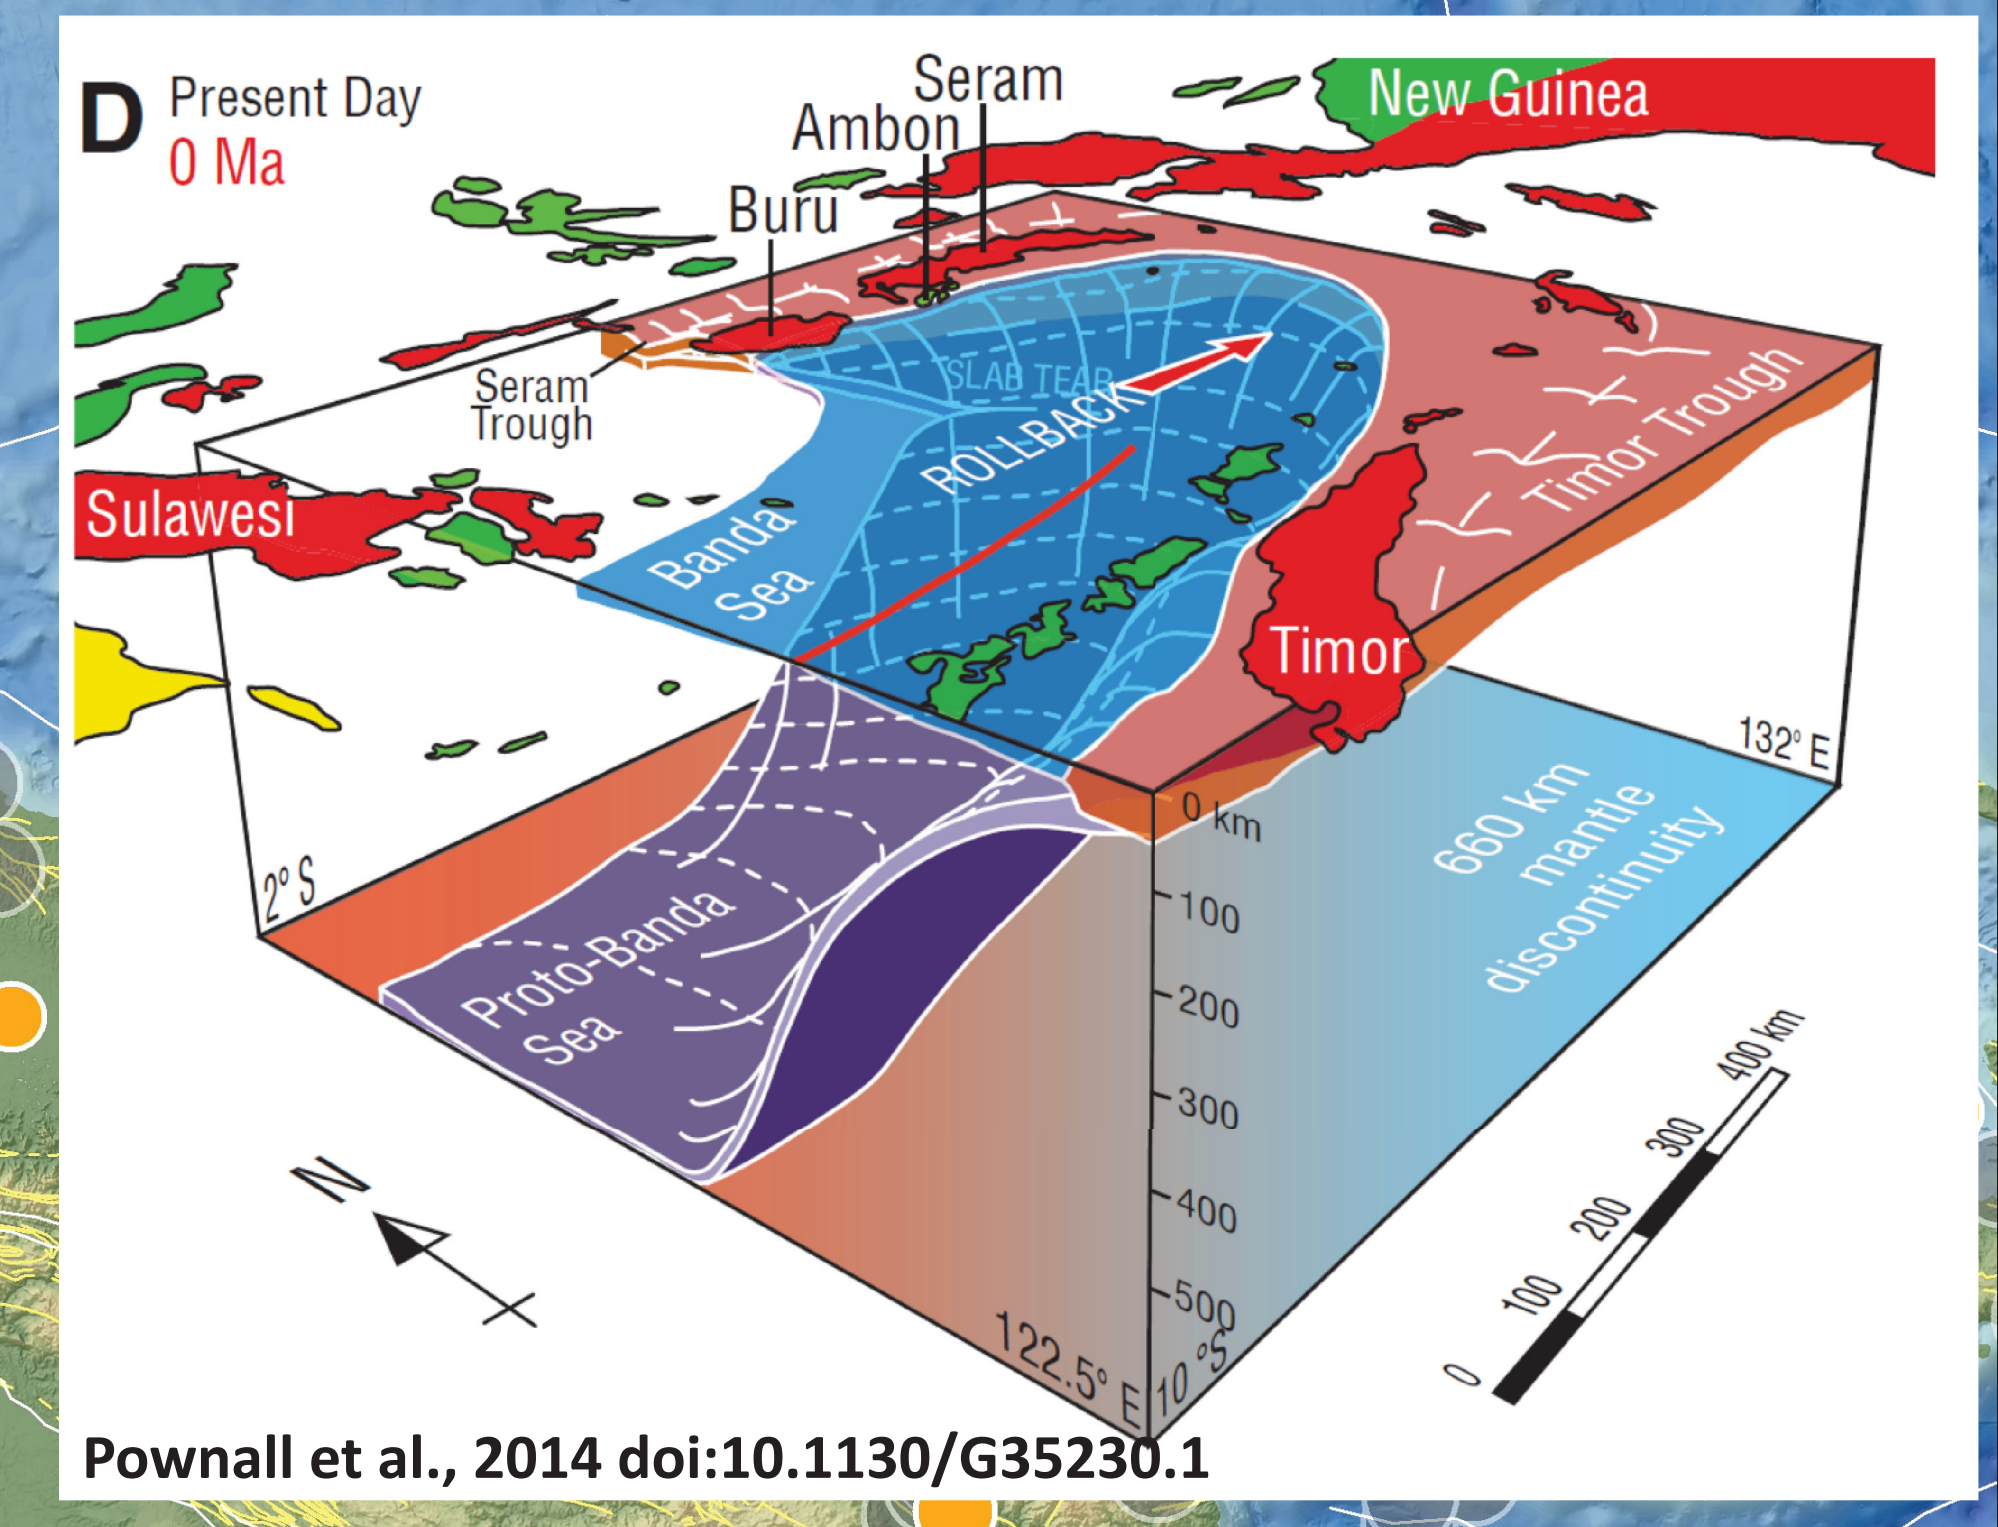 D
Present Day
0 Ma
Seram
Ambon
Buru
New Guinea
Seram
Trough
SLAB TEAR
ROLLBACK
Timor Trough
Sulawesi
Banda
Sea
Timor
132° E
0 km
660 km
mantle
discontinuity
2° S
Proto-Banda
Sea
100
200
300
400
500
N
122.5° E
10 °S
0
100
200
300
400 km
Pownall et al., 2014 doi:10.1130/G35230.1